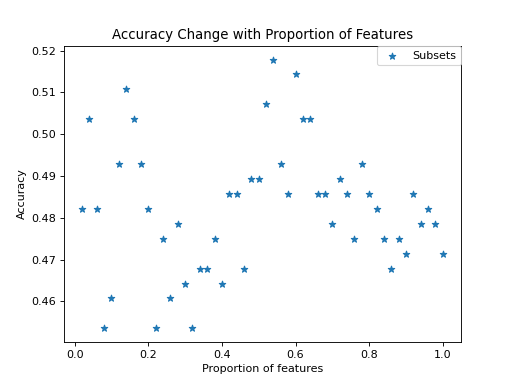 Accuracy Change with Proportion of Features
Subsets
0.52
0.51
0.50
0.49
0.48
0.47
0.46
Accuracy
0.0 0.2 0.4 0.6 0.8 1.0
Proportion of features